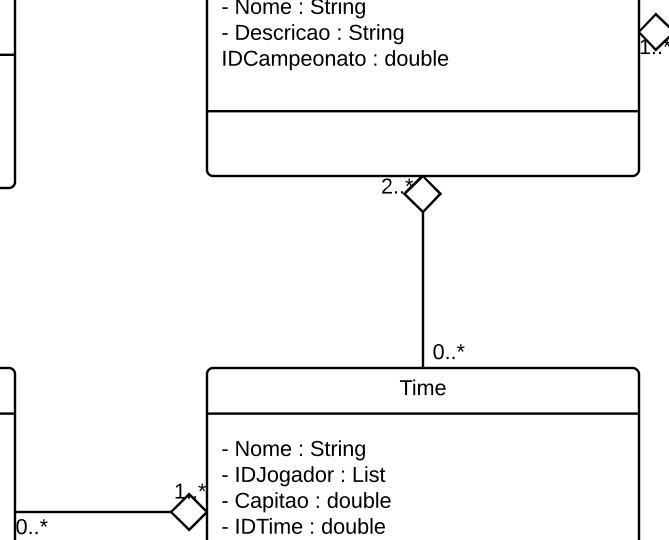 - Nome : String
- Descricao : String
IDCampeonato : double
1..*
2..*
0..*
Time
- Nome : String
- IDJogador : List
- Capitao : double
- IDTime : double
1..*
0..*